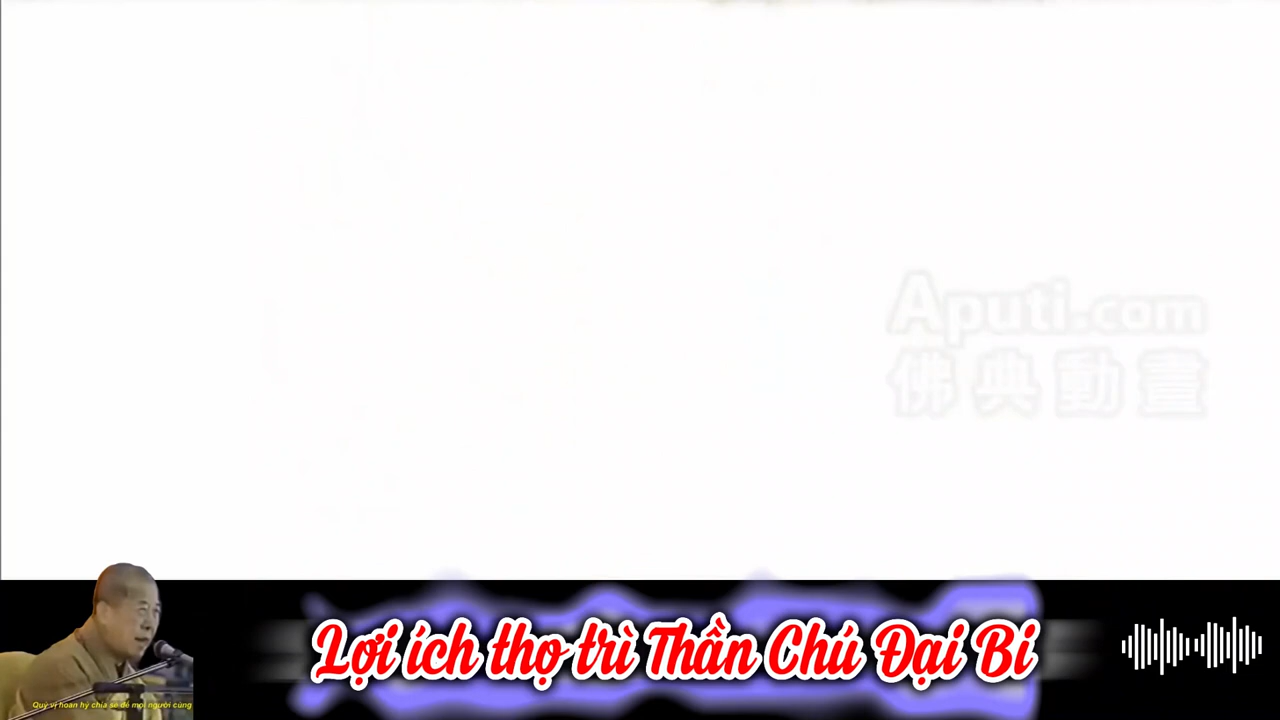 Aputi.com
佛典動畫
Lợi ích thọ trì Thần Chú Đại Bi
Quý vị hoan hỷ chia sẻ để mọi người cùng